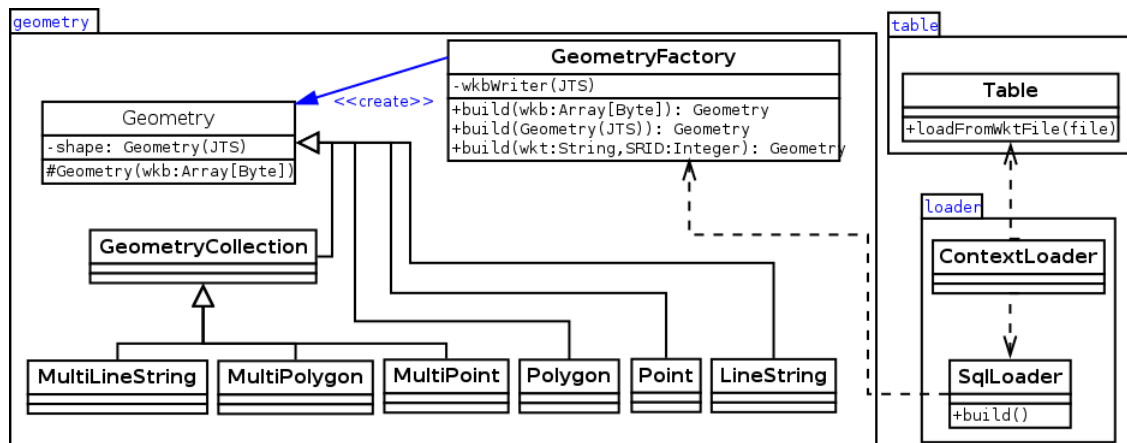 geometry
table
GeometryFactory
-wkbWriter(JTS)
+build(wkb:Array[Byte]): Geometry
+build(Geometry(JTS)): Geometry
+build(wkt:String,SRID:Integer): Geometry
<<create>>
Geometry
-shape: Geometry(JTS)
#Geometry(wkb:Array[Byte])
Table
+loadFromWktFile(file)
loader
GeometryCollection
ContextLoader
MultiLineString
MultiPolygon
MultiPoint
Polygon
Point
LineString
SqlLoader
+build()